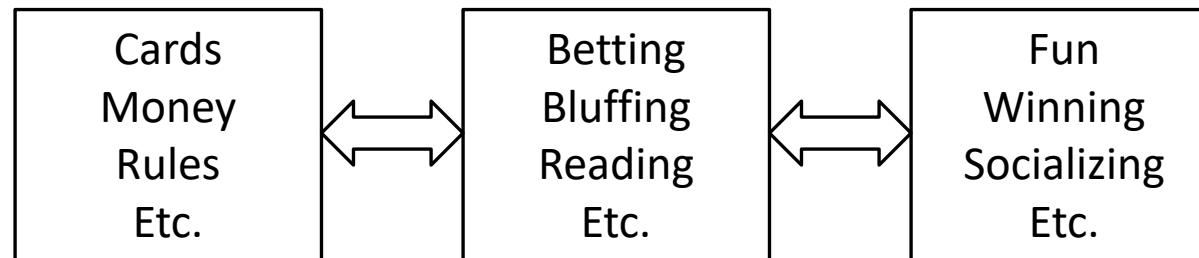 Cards
Money
Rules
Etc.
Betting
Bluffing
Reading
Etc.
Fun
Winning
Socializing
Etc.